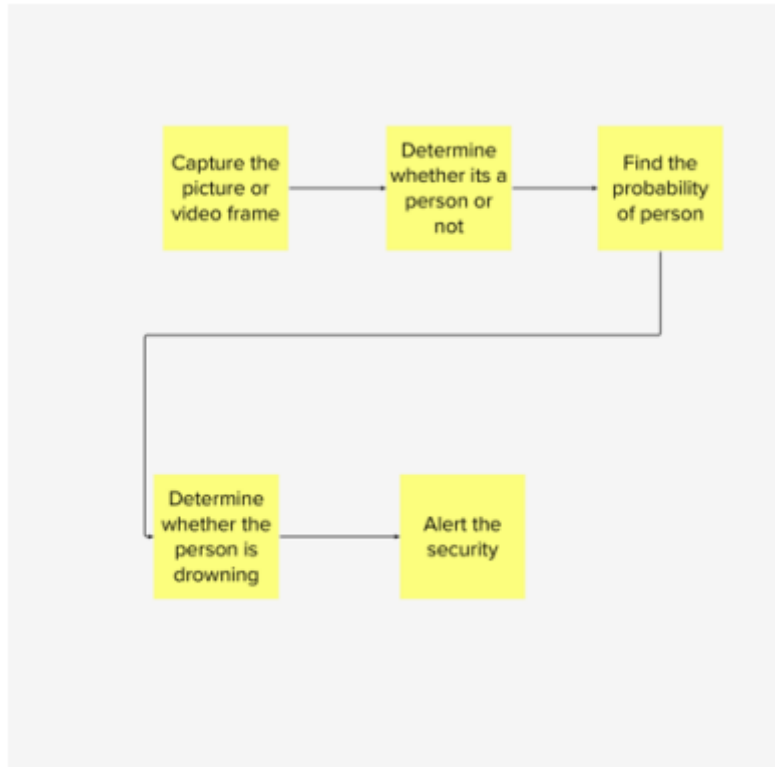 Capture the
picture or
video frame
Determine
whether its a
person or
not
Find the
probability
of person
Determine
whether the
person is
drowning
Alert the
security